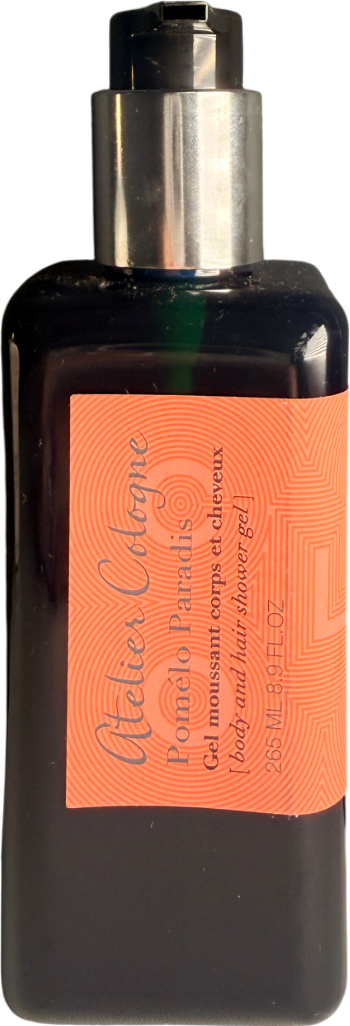 Atelier Cologne
Pomélo Paradis
Gel moussant corps et cheveux
[body and hair shower gel]
265 ML 8.9 FL.OZ